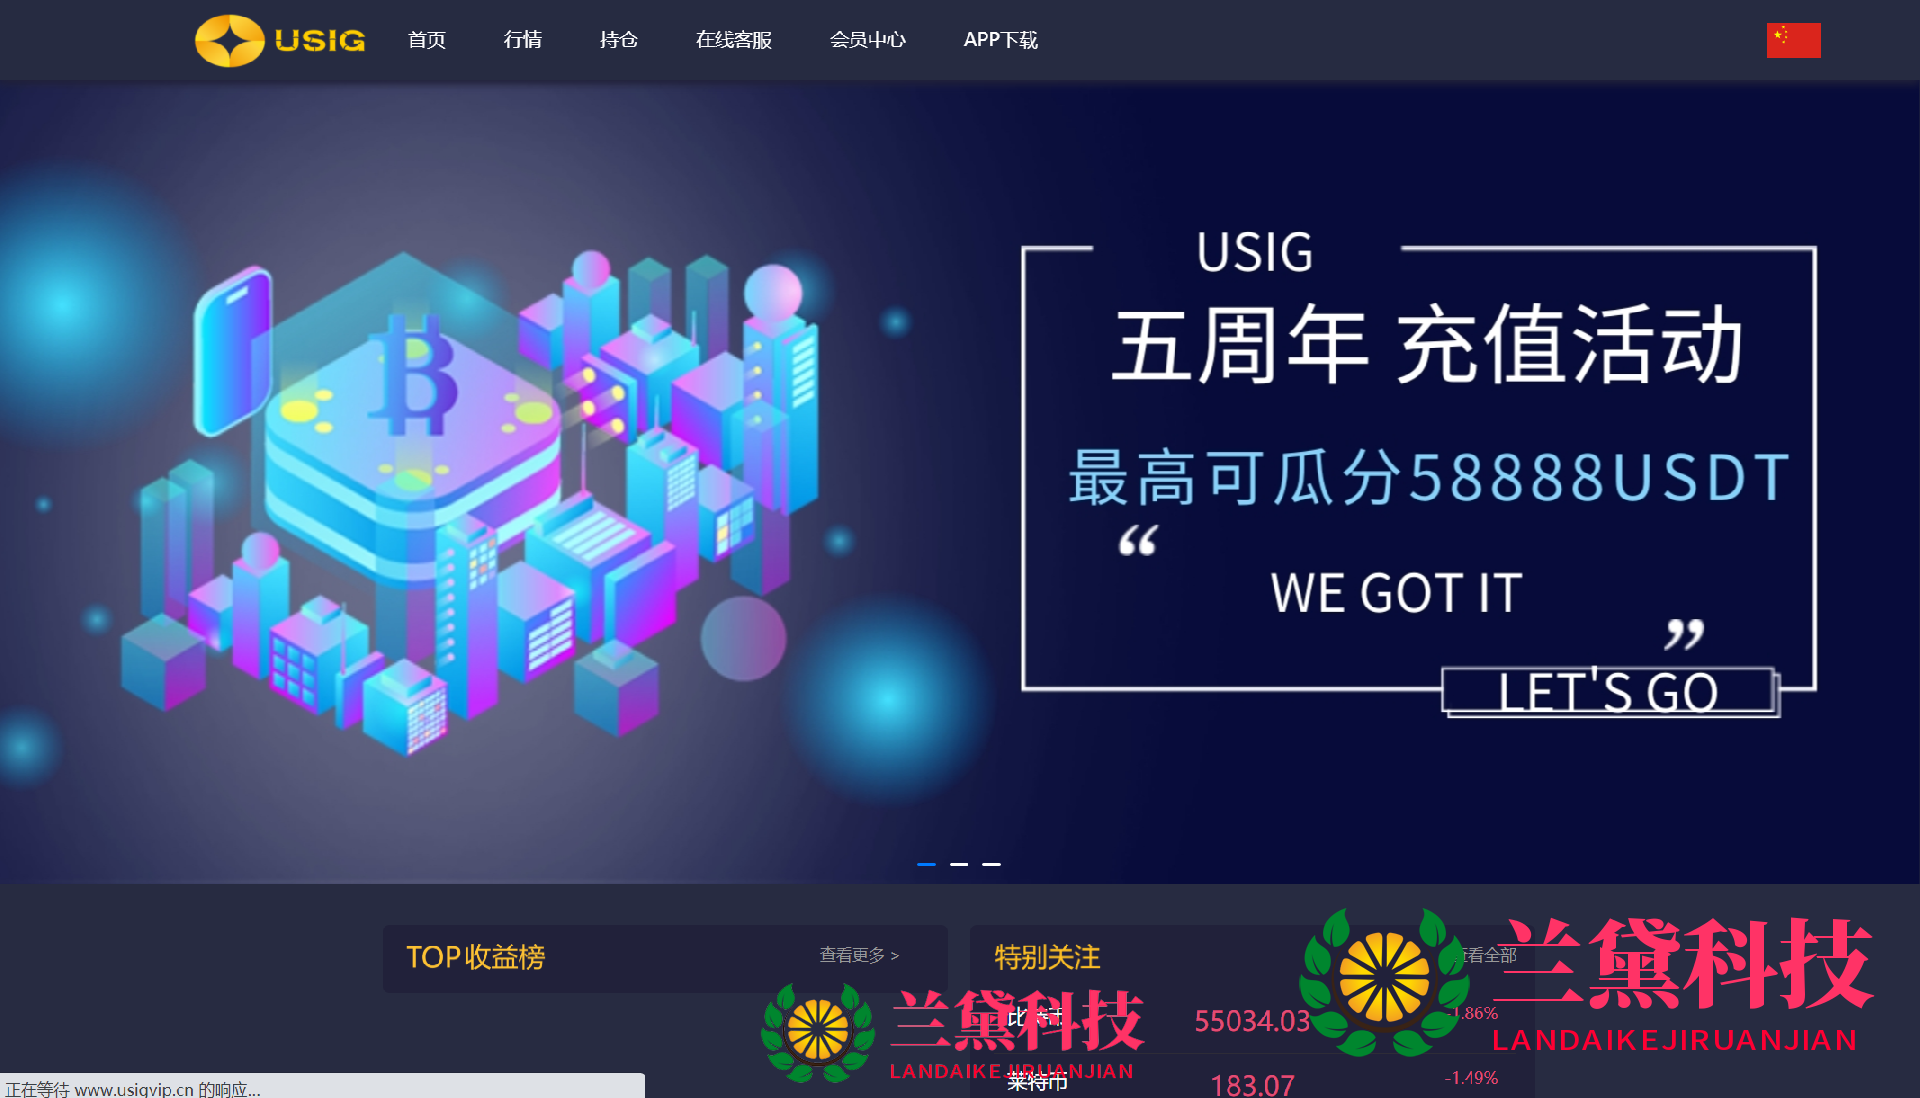 USIG
首页 行情 持仓 在线客服 会员中心 APP下载
USIG
五周年 充值活动
最高可瓜分58888USDT
“
WE GOT IT
”
LET'S GO
TOP收益榜 查看更多 >
特别关注 查看全部
比特币 55034.03 -1.86%
莱特币 183.07 -1.49%
兰黛科技
LANDAIKEJIRUANJIAN
兰黛科技
LANDAIKEJIRUANJIAN
正在等待 www.usigvip.cn 的响应...